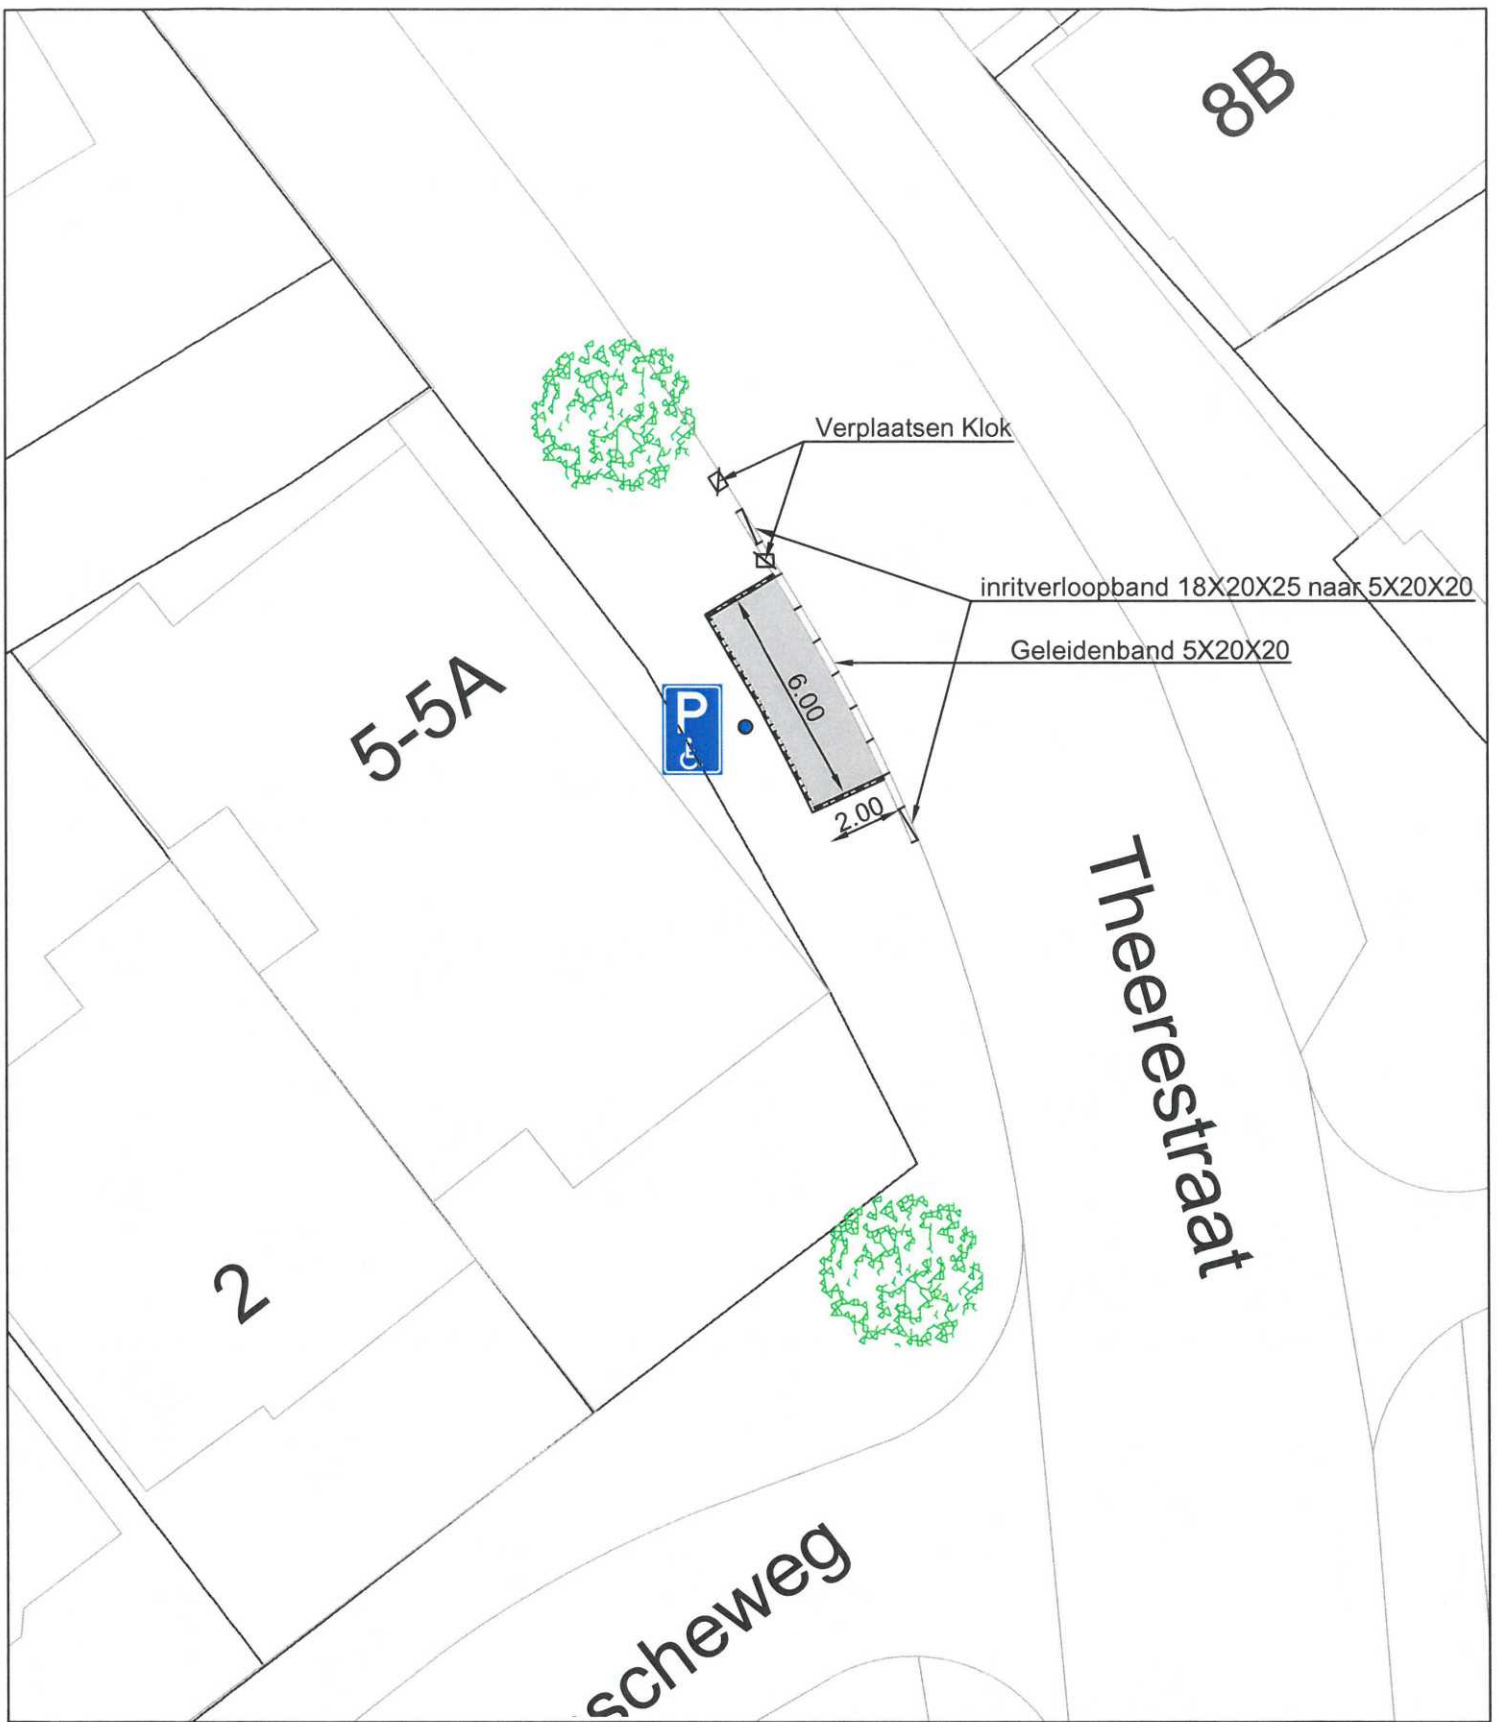 8B
Verplaatsen Klok
inritverloopband 18X20X25 naar 5X20X20
Geleidenband 5X20X20
5-5A
P
6.00
2.00
Theerestraat
2
scheweg